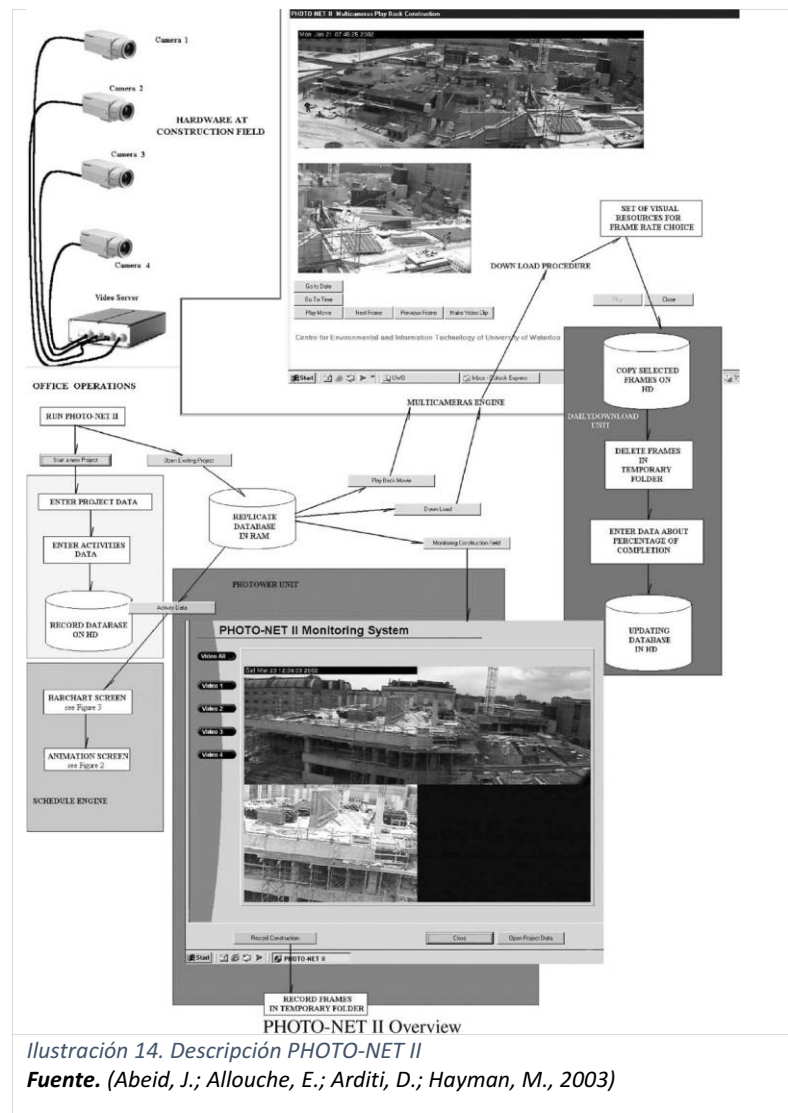 PHOTO-NET II Multicameras Play Back Construction
Mon Jan 21 07:45:25 2002
Camera 1
Camera 2
HARDWARE AT
CONSTRUCTION FIELD
Camera 3
Camera 4
Video Server
SET OF VISUAL
RESOURCES FOR
FRAME RATE CHOICE
DOWN LOAD PROCEDURE
Go to Date
Go To Time
Play Movie
Next Frame
Previous Frame
Make Video Clip
Close
Centre for Environmental and Information Technology of University of Waterloo
Start
UWO
Inbox - Outlook Express
COPY SELECTED
FRAMES ON
HD
DAILYDOWNLOAD
UNIT
DELETE FRAMES
IN
TEMPORARY
FOLDER
ENTER DATA ABOUT
PERCENTAGE OF
COMPLETION
UPDATING
DATABASE
IN HD
OFFICE OPERATIONS
MULTICAMERAS ENGINE
RUN PHOTO-NET II
Start a new Project
Open Existing Project
Play Back Movie
ENTER PROJECT DATA
REPLICATE
DATABASE
IN RAM
Down Load
ENTER ACTIVITIES
DATA
Monitoring Construction Field
RECORD DATABASE
ON HD
PHOTOWEB UNIT
Activity Data
BARCHART SCREEN
see Figure 3
ANIMATION SCREEN
see Figure 2
SCHEDULE ENGINE
PHOTO-NET II Monitoring System
Video All
Video 1
Video 2
Video 3
Video 4
Record Construction
Close
Open Project Data
Start
PHOTO-NET II
RECORD FRAMES
IN TEMPORARY FOLDER
PHOTO-NET II Overview
Ilustración 14. Descripción PHOTO-NET II
Fuente. (Abeid, J.; Allouche, E.; Arditi, D.; Hayman, M., 2003)